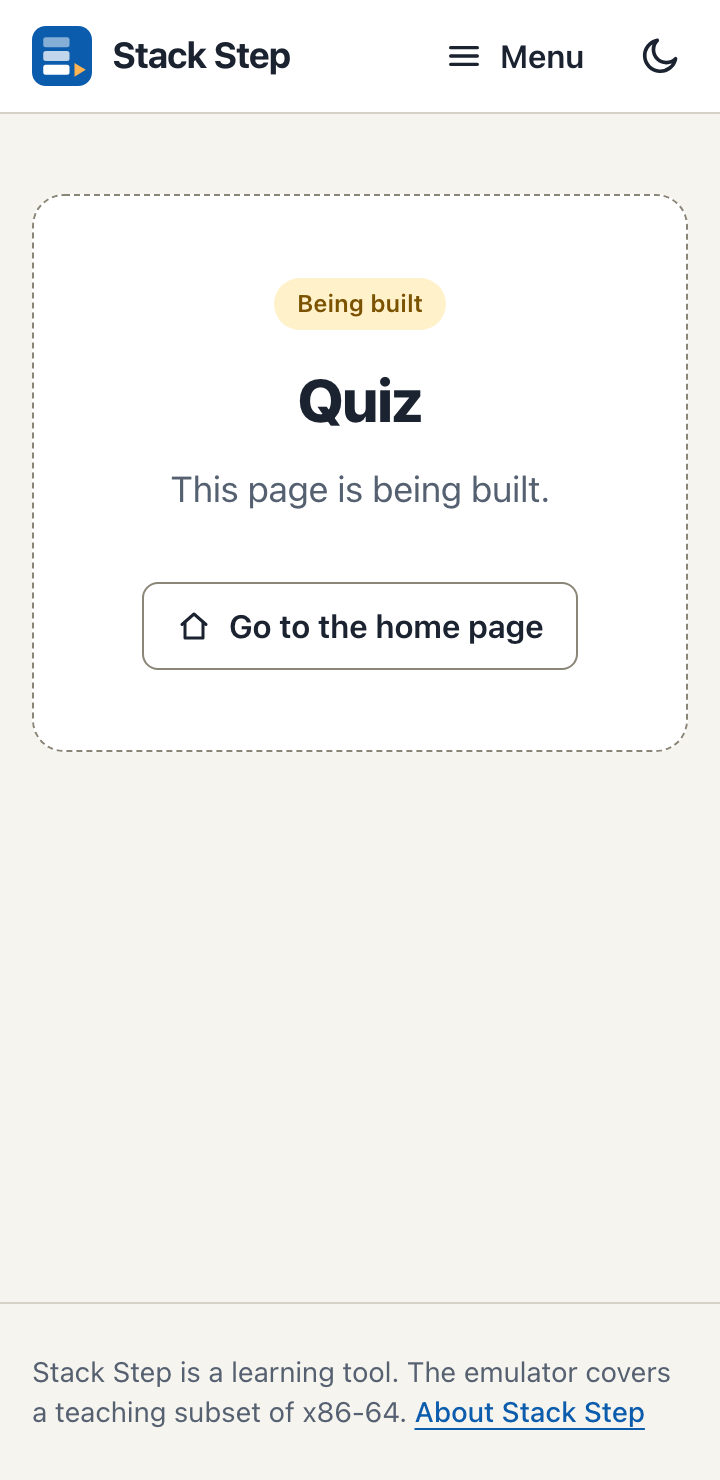 Stack Step
Menu
Being built
Quiz
This page is being built.
Go to the home page
Stack Step is a learning tool. The emulator covers
a teaching subset of x86-64. About Stack Step